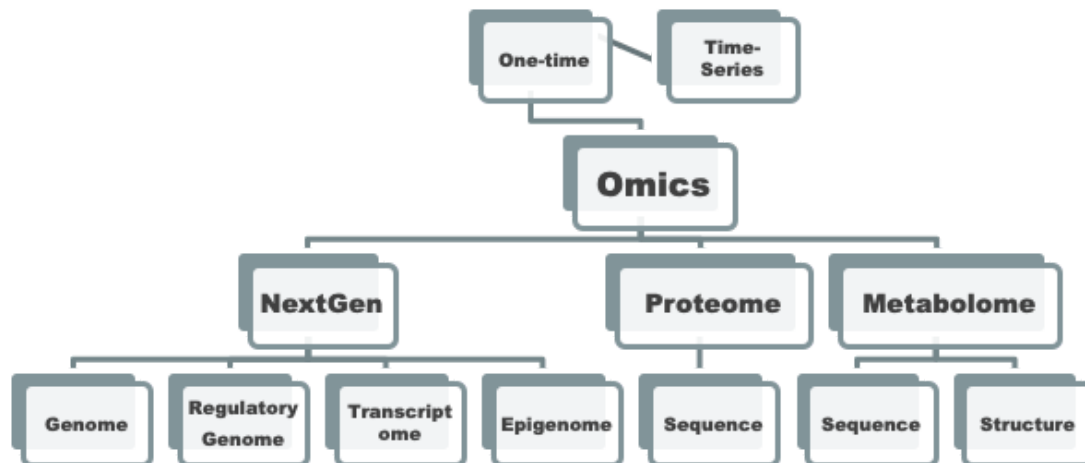 One-time
Time-
Series
Omics
NextGen
Proteome
Metabolome
Genome
Regulatory
Genome
Transcript
ome
Epigenome
Sequence
Sequence
Structure